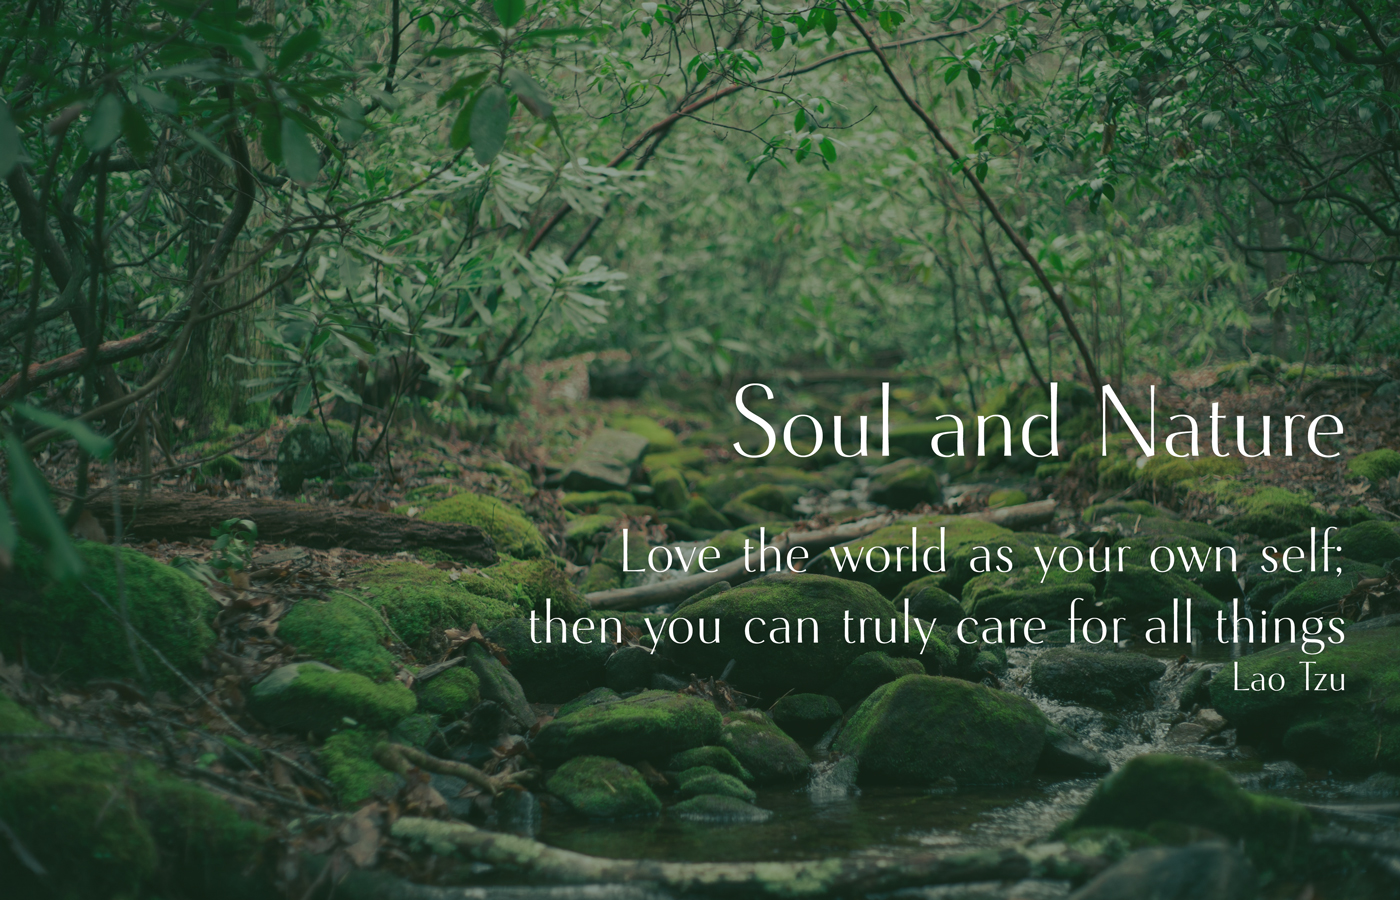 Soul and Nature
Love the world as your own self;
then you can truly care for all things
Lao Tzu